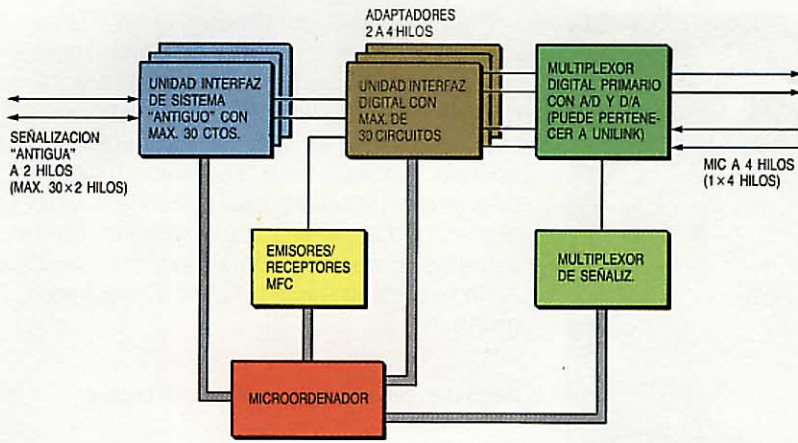 ADAPTADORES
2 A 4 HILOS
UNIDAD INTERFAZ
DE SISTEMA
"ANTIGUO" CON
MAX. 30 CTOS.
UNIDAD INTERFAZ
DIGITAL CON
MAX. DE
30 CIRCUITOS
MULTIPLEXOR
DIGITAL PRIMARIO
CON A/D Y D/A
(PUEDE PERTENE-
CER A UNILINK)
SEÑALIZACION
"ANTIGUA"
A 2 HILOS
(MAX. 30×2 HILOS)
MIC A 4 HILOS
(1×4 HILOS)
EMISORES/
RECEPTORES
MFC
MULTIPLEXOR
DE SEÑALIZ.
MICROORDENADOR